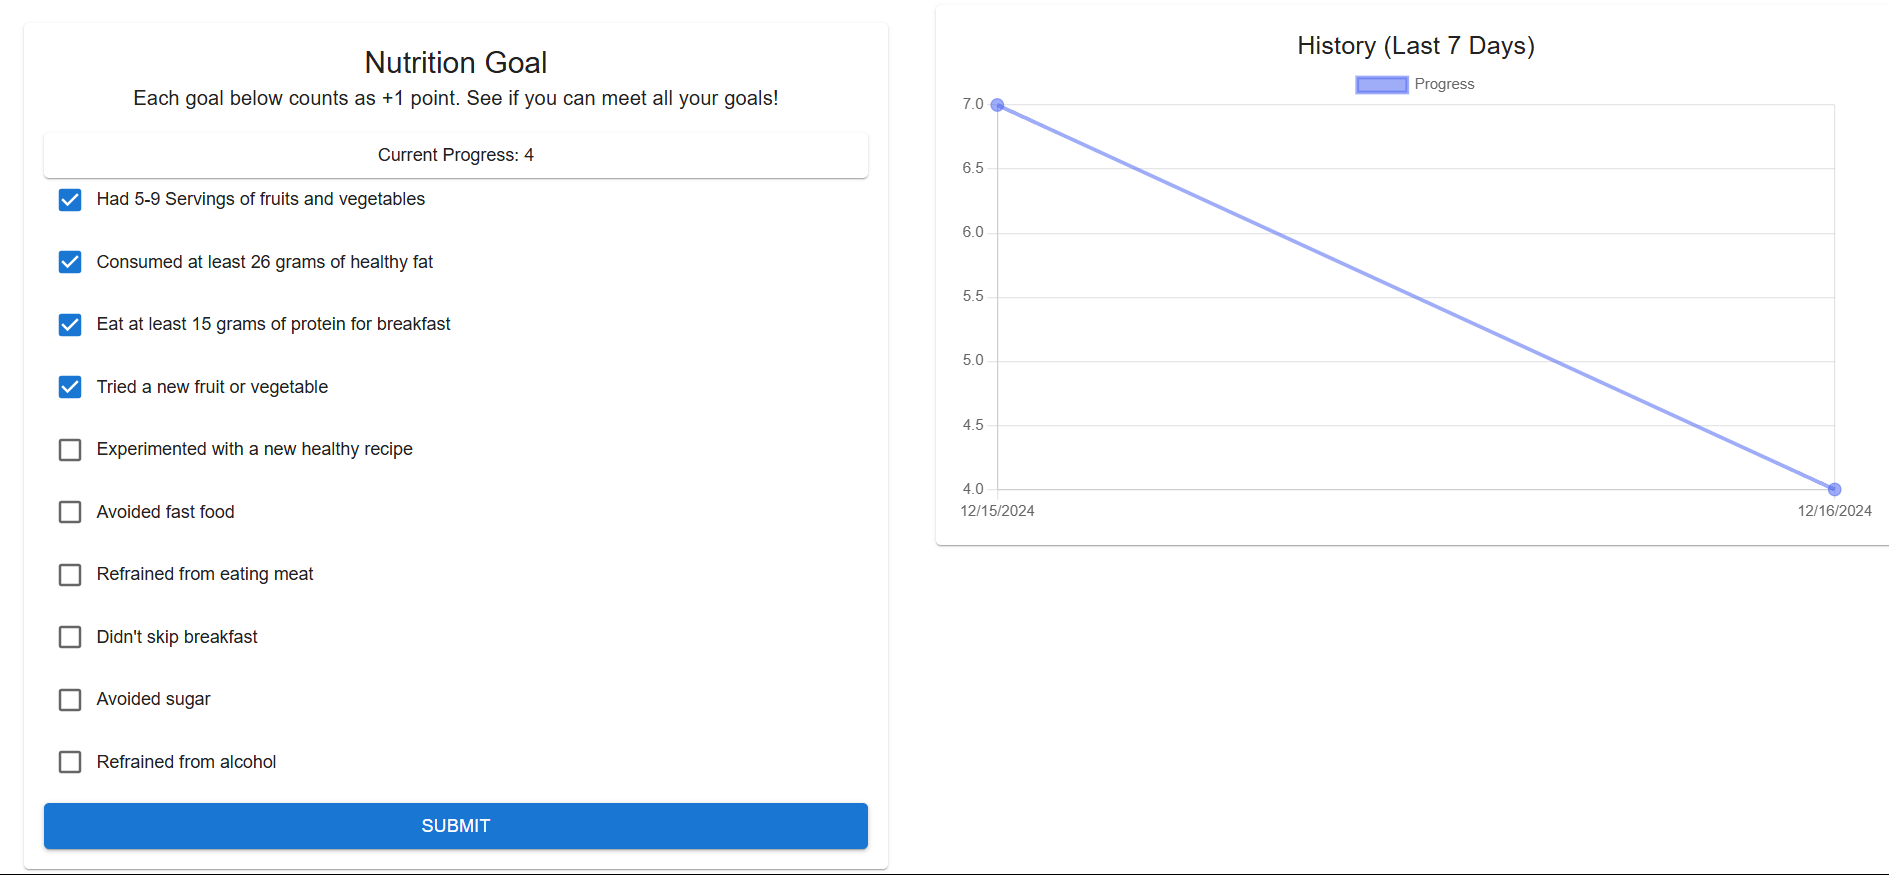 Nutrition Goal
Each goal below counts as +1 point. See if you can meet all your goals!
Current Progress: 4
Had 5-9 Servings of fruits and vegetables
Consumed at least 26 grams of healthy fat
Eat at least 15 grams of protein for breakfast
Tried a new fruit or vegetable
Experimented with a new healthy recipe
Avoided fast food
Refrained from eating meat
Didn't skip breakfast
Avoided sugar
Refrained from alcohol
SUBMIT
History (Last 7 Days)
Progress
7.0
6.5
6.0
5.5
5.0
4.5
4.0
12/15/2024 12/16/2024